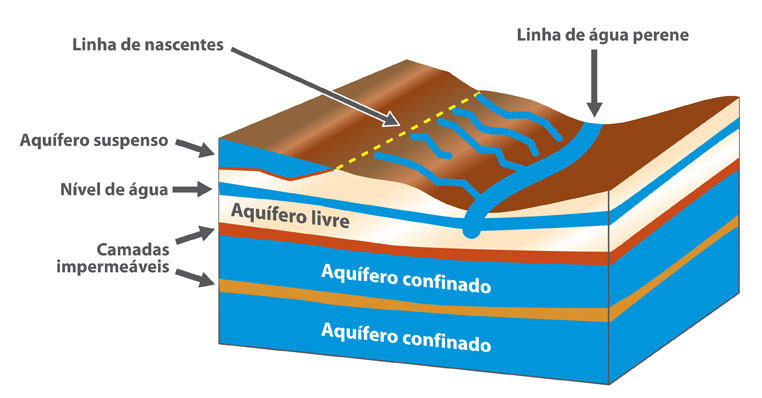 Linha de nascentes
Linha de água perene
Aquífero suspenso
Nível de água
Aquífero livre
Camadas
impermeáveis
Aquífero confinado
Aquífero confinado